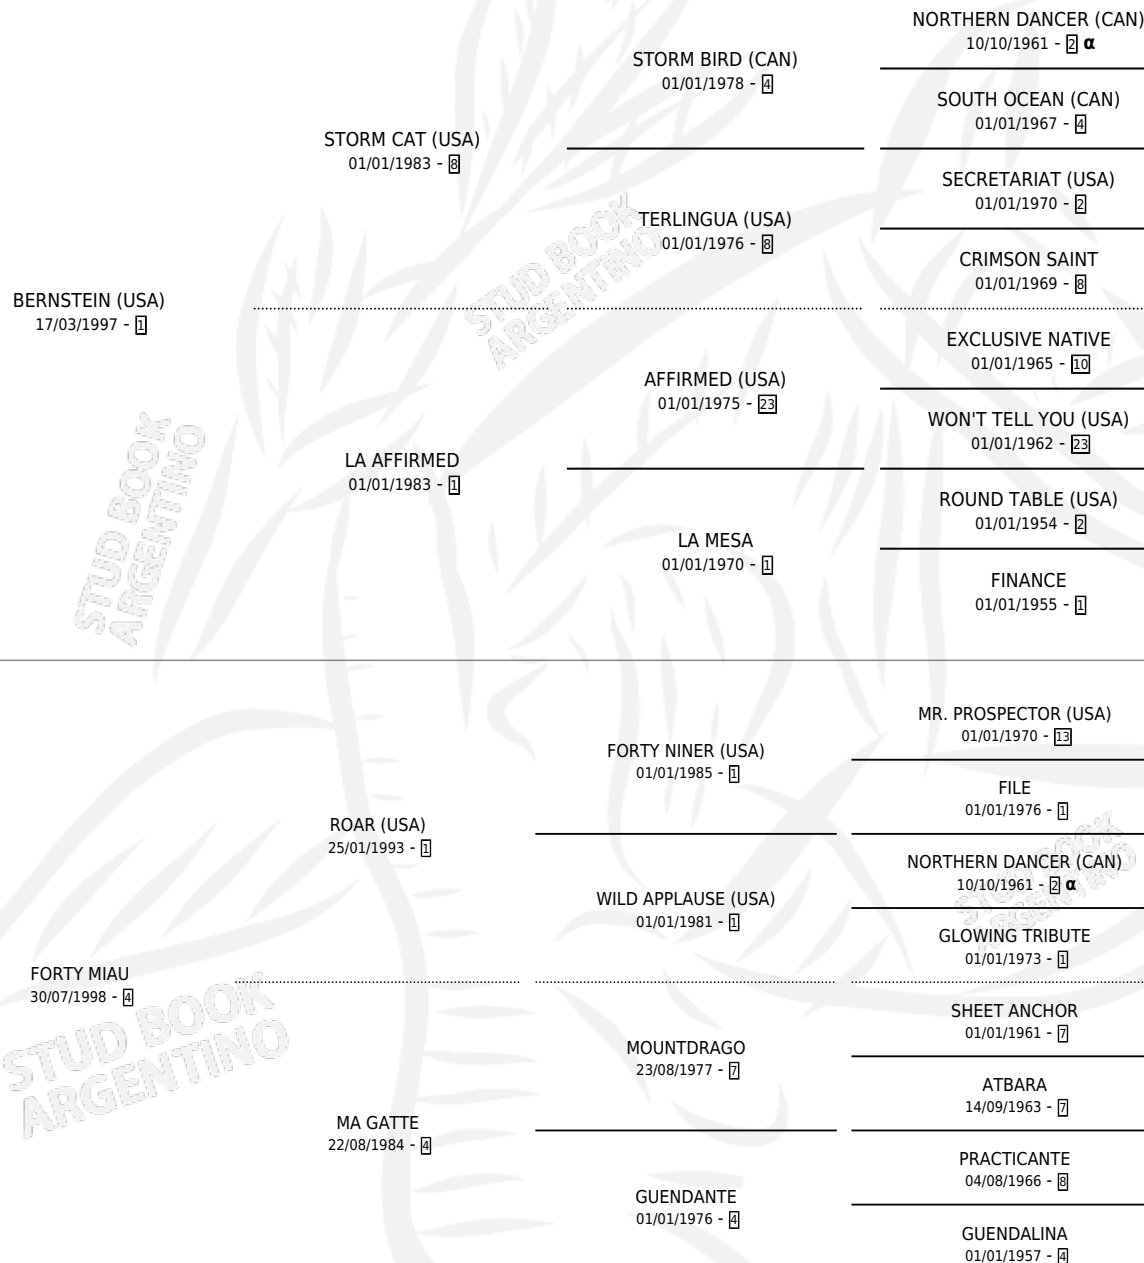 NORTHERN DANCER (CAN)
10/10/1961 - 2 α
STORM BIRD (CAN)
01/01/1978 - 4
SOUTH OCEAN (CAN)
01/01/1967 - 4
STORM CAT (USA)
01/01/1983 - 8
SECRETARIAT (USA)
01/01/1970 - 2
TERLINGUA (USA)
01/01/1976 - 8
CRIMSON SAINT
01/01/1969 - 8
BERNSTEIN (USA)
17/03/1997 - 1
STUD BOOK
ARGENTINO
EXCLUSIVE NATIVE
01/01/1965 - 10
AFFIRMED (USA)
01/01/1975 - 23
WON'T TELL YOU (USA)
01/01/1962 - 23
LA AFFIRMED
01/01/1983 - 1
ROUND TABLE (USA)
01/01/1954 - 2
LA MESA
01/01/1970 - 1
FINANCE
01/01/1955 - 1
STUD BOOK
ARGENTINO
MR. PROSPECTOR (USA)
01/01/1970 - 13
FORTY NINER (USA)
01/01/1985 - 1
FILE
01/01/1976 - 1
ROAR (USA)
25/01/1993 - 1
NORTHERN DANCER (CAN)
10/10/1961 - 2 α
WILD APPLAUSE (USA)
01/01/1981 - 1
GLOWING TRIBUTE
01/01/1973 - 1
STUD BOOK
ARGENTINO
FORTY MIAU
30/07/1998 - 4
SHEET ANCHOR
01/01/1961 - 7
MOUNTDRAGO
23/08/1977 - 7
ATBARA
14/09/1963 - 7
MA GATTE
22/08/1984 - 4
PRACTICANTE
04/08/1966 - 8
GUENDANTE
01/01/1976 - 4
GUENDALINA
01/01/1957 - 4
STUD BOOK
ARGENTINO